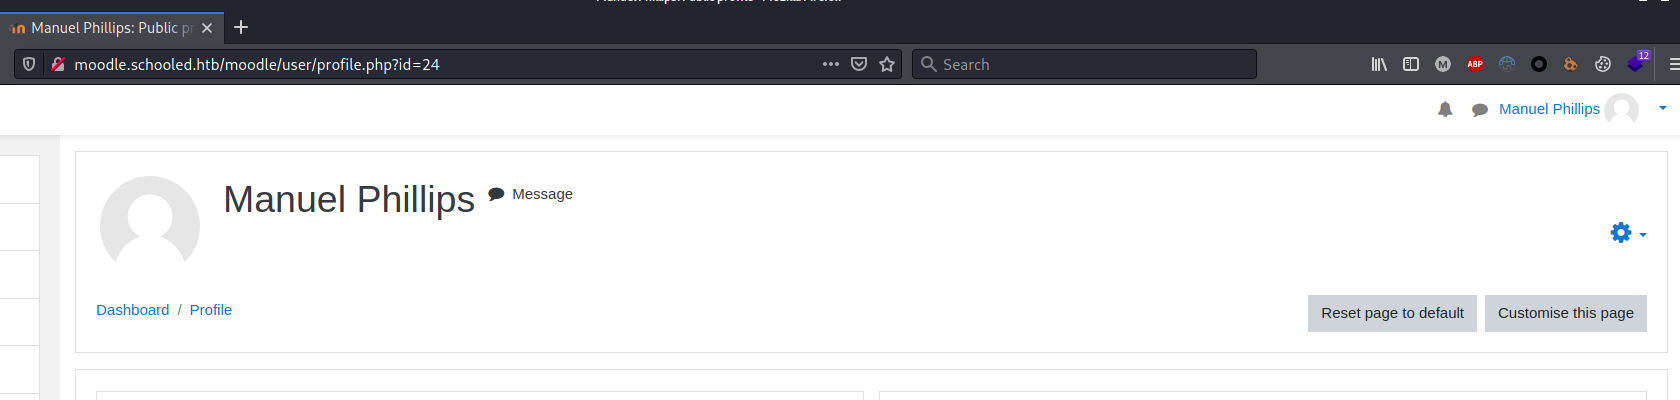 Manuel Phillips: Public pr
moodle.schooled.htb/moodle/user/profile.php?id=24
Search
M
ABP
12
Manuel Phillips
Manuel Phillips
Message
Dashboard / Profile
Reset page to default
Customise this page